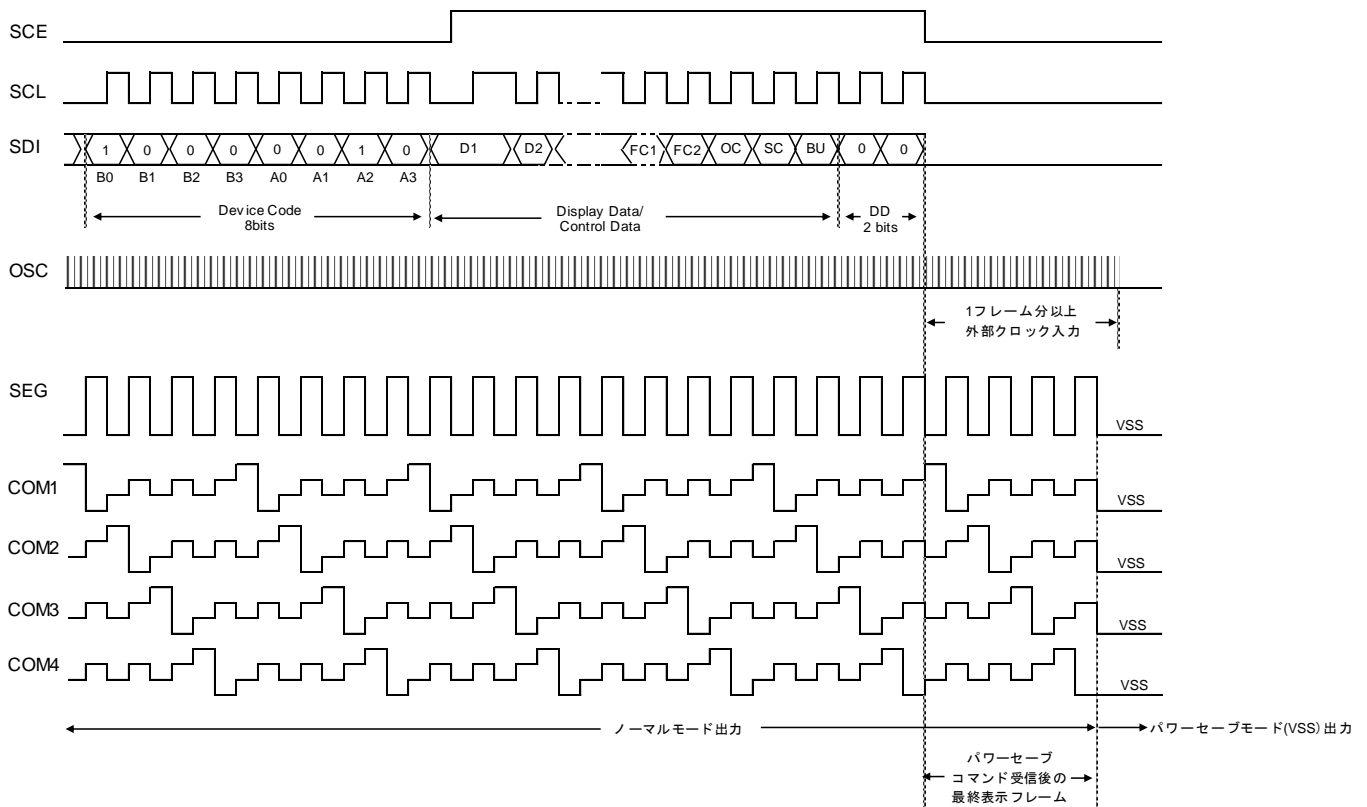 SCE
SCL
SDI
1 0 0 0 0 0 1 0 D1 D2 FC1 FC2 OC SC BU 0 0
B0 B1 B2 B3 A0 A1 A2 A3
Device Code
8bits
Display Data/
Control Data
DD
2 bits
OSC
1フレーム分以上
外部クロック入力
SEG
VSS
COM1
VSS
COM2
VSS
COM3
VSS
COM4
VSS
ノーマルモード出力
パワーセーブモード(VSS)出力
パワーセーブ
コマンド受信後の
最終表示フレーム